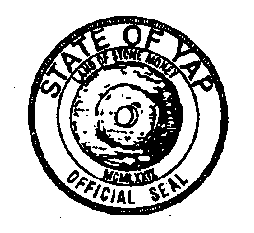 STATE OF YAP
LAND OF STONE MONEY
MCMLXXIX
OFFICIAL SEAL